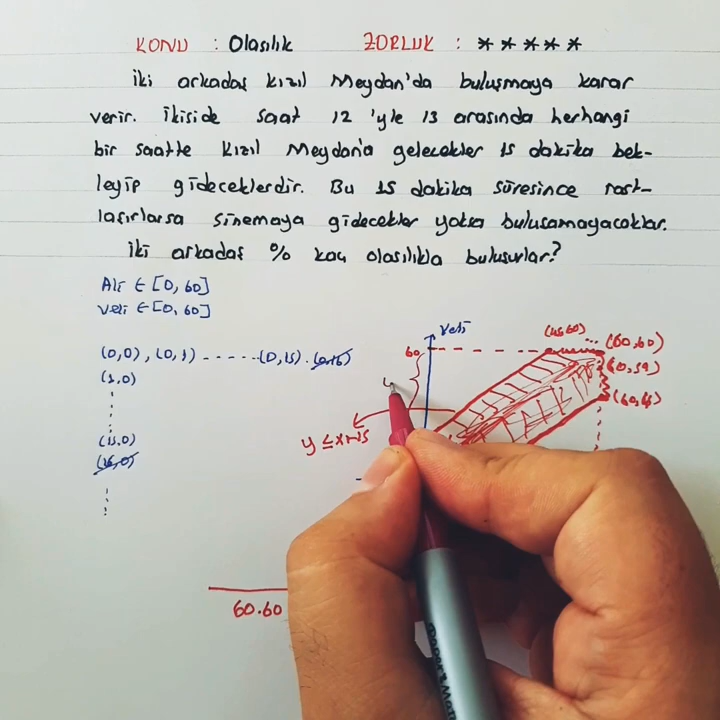 KONU : Olasılık ZORLUK : * * * * *
İki arkadaş Kızıl Meydan'da buluşmaya karar
verir. İkiside saat 12 'yle 13 arasında herhangi
bir saatte Kızıl Meydan'a gelecekler 15 dakika bek-
leyip gideceklerdir. Bu 15 dakika süresince rast-
laşırlarsa sinemaya gidecekler yoksa buluşamayacaklar.
İki arkadaş % kaç olasılıkla buluşurlar?
Ali ∈ [0, 60]
Veli ∈ [0, 60]
(0,0), (0,1) ------ (0,15). (0,16)
(1,0)
(15,0)
(16,0)
Veli
60
(45,60) ... (60,60)
(60,59)
(60,45)
y ≤ x+15
60.60